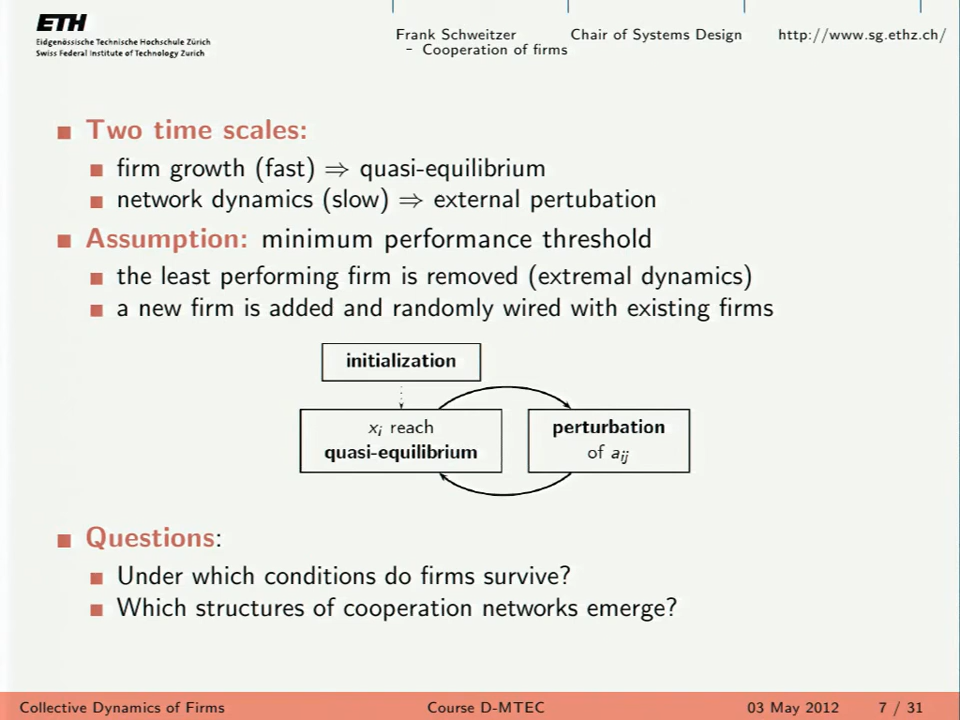 ETH
Eidgenössische Technische Hochschule Zürich
Swiss Federal Institute of Technology Zurich
Frank Schweitzer Chair of Systems Design http://www.sg.ethz.ch/
- Cooperation of firms
Two time scales:
firm growth (fast) ⇒ quasi-equilibrium
network dynamics (slow) ⇒ external pertubation
Assumption: minimum performance threshold
the least performing firm is removed (extremal dynamics)
a new firm is added and randomly wired with existing firms
initialization
xi reach
quasi-equilibrium
perturbation
of aij
Questions:
Under which conditions do firms survive?
Which structures of cooperation networks emerge?
Collective Dynamics of Firms Course D-MTEC 03 May 2012 7 / 31